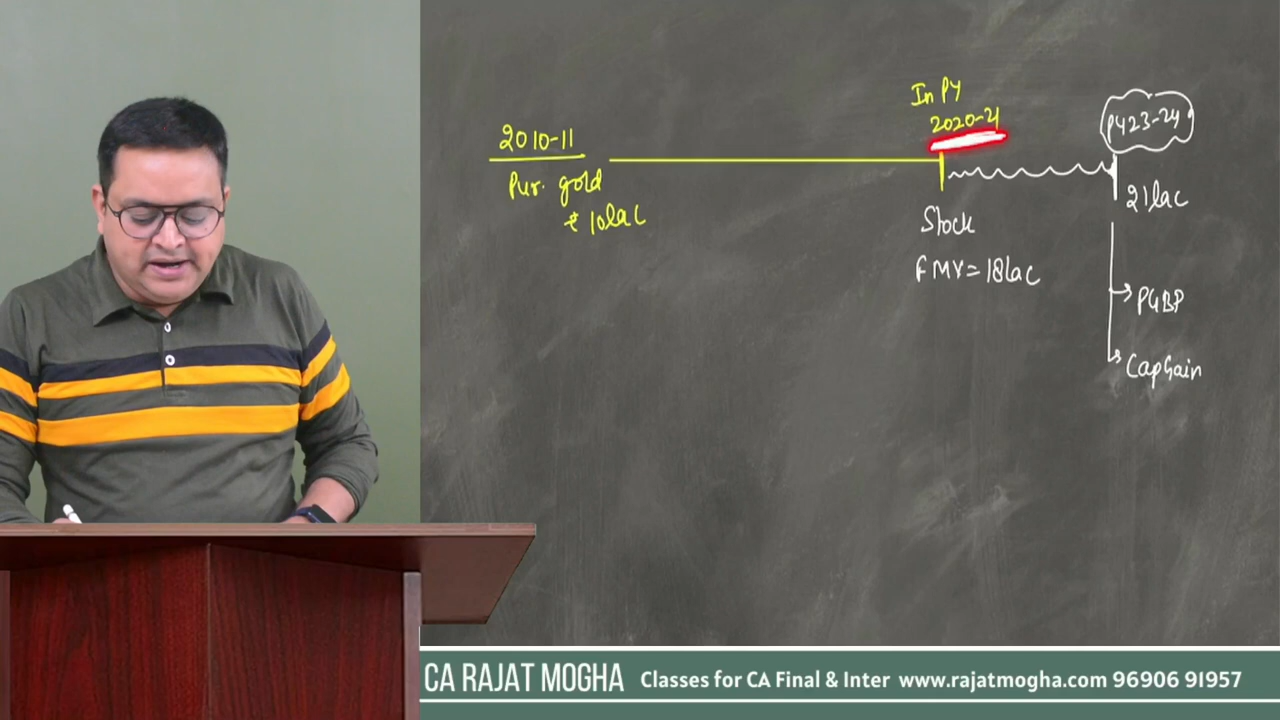 2010-11
Pur. gold
₹ 10lac
In PY
2020-21
Stock
FMV = 18lac
PY23-24
21lac
PGBP
CapGain
CA RAJAT MOGHA Classes for CA Final & Inter www.rajatmogha.com 96906 91957